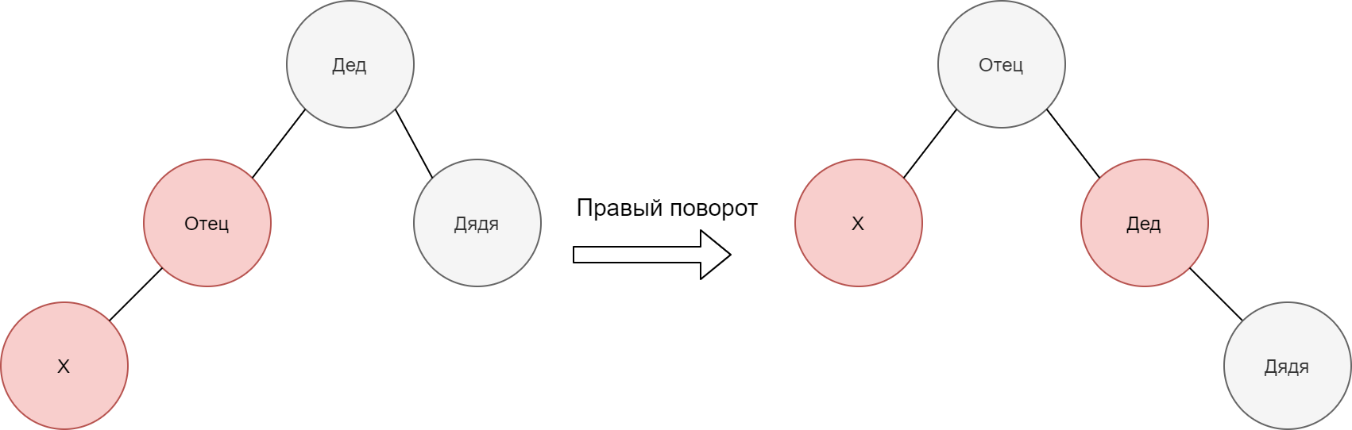 Дед
Отец
Дядя
X
Правый поворот
Отец
X
Дед
Дядя